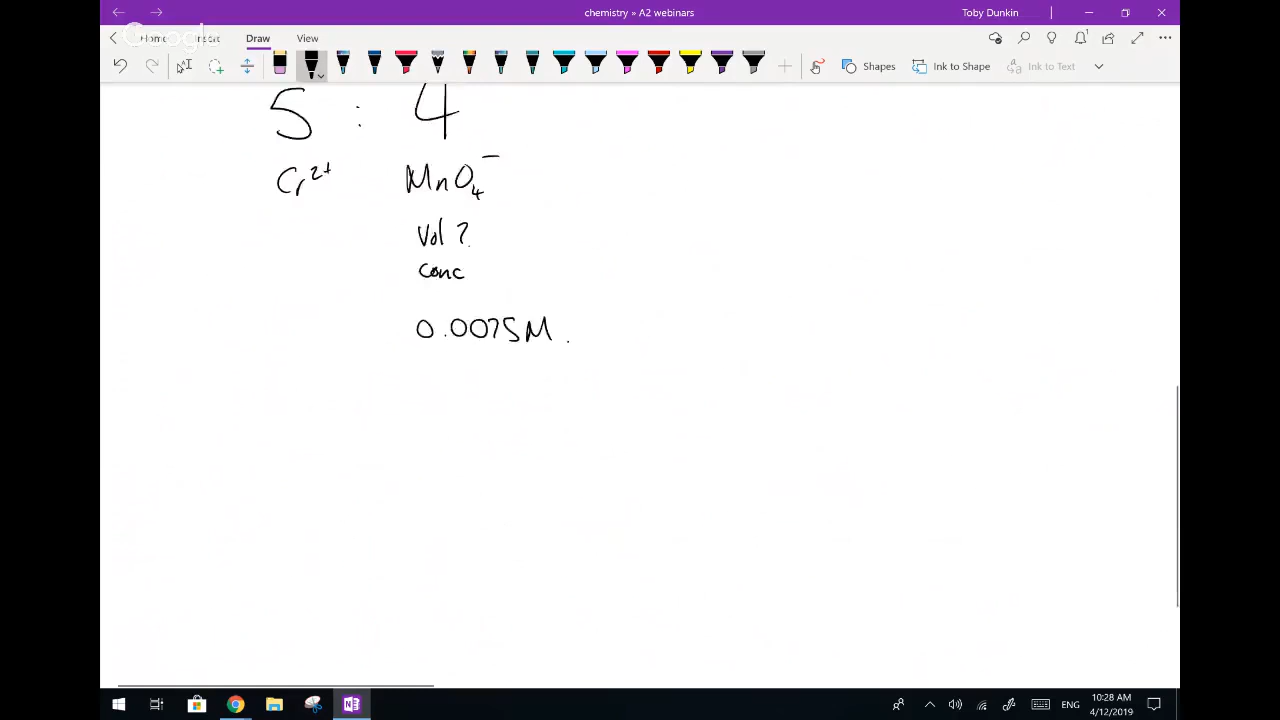 chemistry » A2 webinars
Toby Dunkin
Google
Home
Insert
Draw
View
Shapes
Ink to Shape
Ink to Text
5 : 4
Cr²⁺ MnO₄⁻
Vol ?
conc
0.0075M.
ENG
10:28 AM
4/12/2019